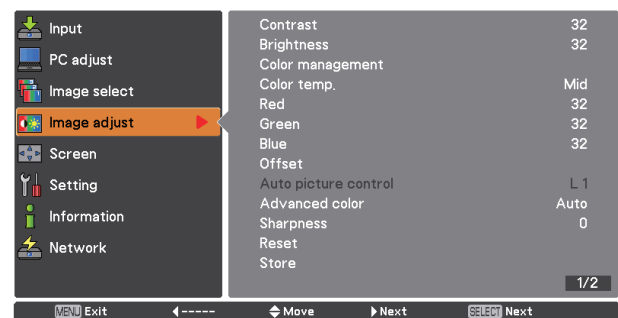 Input
PC adjust
Image select
Image adjust
Screen
Setting
Information
Network
Contrast 32
Brightness 32
Color management
Color temp. Mid
Red 32
Green 32
Blue 32
Offset
Auto picture control L 1
Advanced color Auto
Sharpness 0
Reset
Store
1/2
MENU Exit ----- Move Next SELECT Next